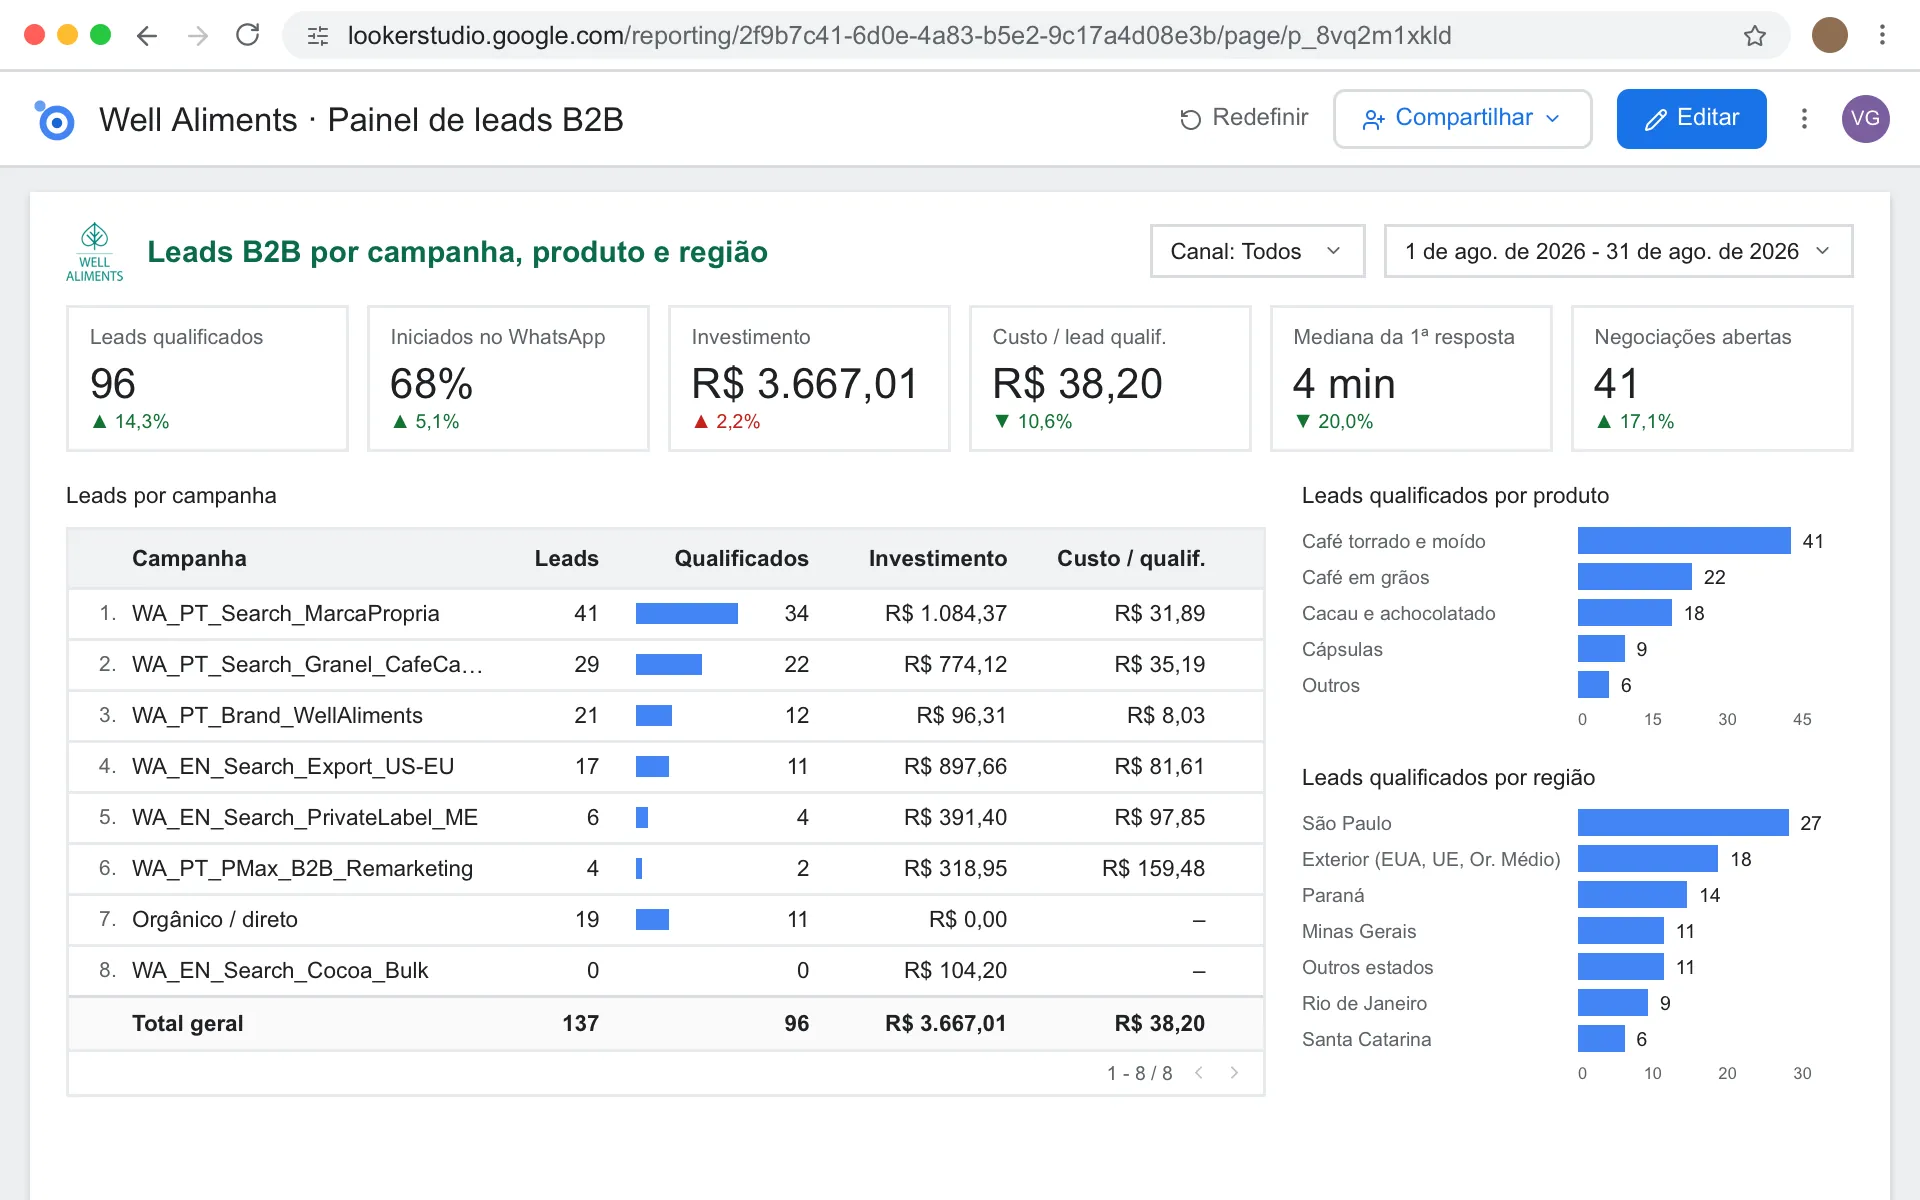 lookerstudio.google.com/reporting/2f9b7c41-6d0e-4a83-b5e2-9c17a4d08e3b/page/p_8vq2m1xkld
Well Aliments · Painel de leads B2B
Redefinir
Compartilhar
Editar
VG
WELL
ALIMENTS
Leads B2B por campanha, produto e região
Canal: Todos
1 de ago. de 2026 - 31 de ago. de 2026
Leads qualificados
96
▲ 14,3%
Iniciados no WhatsApp
68%
▲ 5,1%
Investimento
R$ 3.667,01
▲ 2,2%
Custo / lead qualif.
R$ 38,20
▼ 10,6%
Mediana da 1ª resposta
4 min
▼ 20,0%
Negociações abertas
41
▲ 17,1%
Leads por campanha
Campanha Leads Qualificados Investimento Custo / qualif.
1. WA_PT_Search_MarcaPropria 41 34 R$ 1.084,37 R$ 31,89
2. WA_PT_Search_Granel_CafeCa… 29 22 R$ 774,12 R$ 35,19
3. WA_PT_Brand_WellAliments 21 12 R$ 96,31 R$ 8,03
4. WA_EN_Search_Export_US-EU 17 11 R$ 897,66 R$ 81,61
5. WA_EN_Search_PrivateLabel_ME 6 4 R$ 391,40 R$ 97,85
6. WA_PT_PMax_B2B_Remarketing 4 2 R$ 318,95 R$ 159,48
7. Orgânico / direto 19 11 R$ 0,00 –
8. WA_EN_Search_Cocoa_Bulk 0 0 R$ 104,20 –
Total geral 137 96 R$ 3.667,01 R$ 38,20
1 - 8 / 8
Leads qualificados por produto
Café torrado e moído 41
Café em grãos 22
Cacau e achocolatado 18
Cápsulas 9
Outros 6
0 15 30 45
Leads qualificados por região
São Paulo 27
Exterior (EUA, UE, Or. Médio) 18
Paraná 14
Minas Gerais 11
Outros estados 11
Rio de Janeiro 9
Santa Catarina 6
0 10 20 30